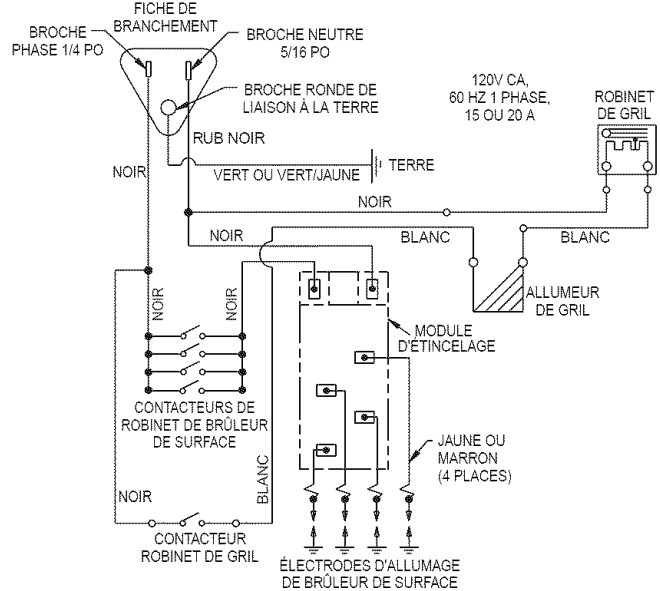 FICHE DE
BRANCHEMENT
BROCHE
PHASE 1/4 PO
BROCHE NEUTRE
5/16 PO
BROCHE RONDE DE
LIAISON À LA TERRE
120V CA,
60 HZ 1 PHASE,
15 OU 20 A
ROBINET
DE GRIL
RUB NOIR
NOIR
TERRE
VERT OU VERT/JAUNE
NOIR
NOIR
BLANC
BLANC
ALLUMEUR
DE GRIL
NOIR
NOIR
MODULE
D'ÉTINCELAGE
CONTACTEURS DE
ROBINET DE BRÛLEUR
DE SURFACE
JAUNE OU
MARRON
(4 PLACES)
BLANC
NOIR
CONTACTEUR
ROBINET DE GRIL
ÉLECTRODES D'ALLUMAGE
DE BRÛLEUR DE SURFACE